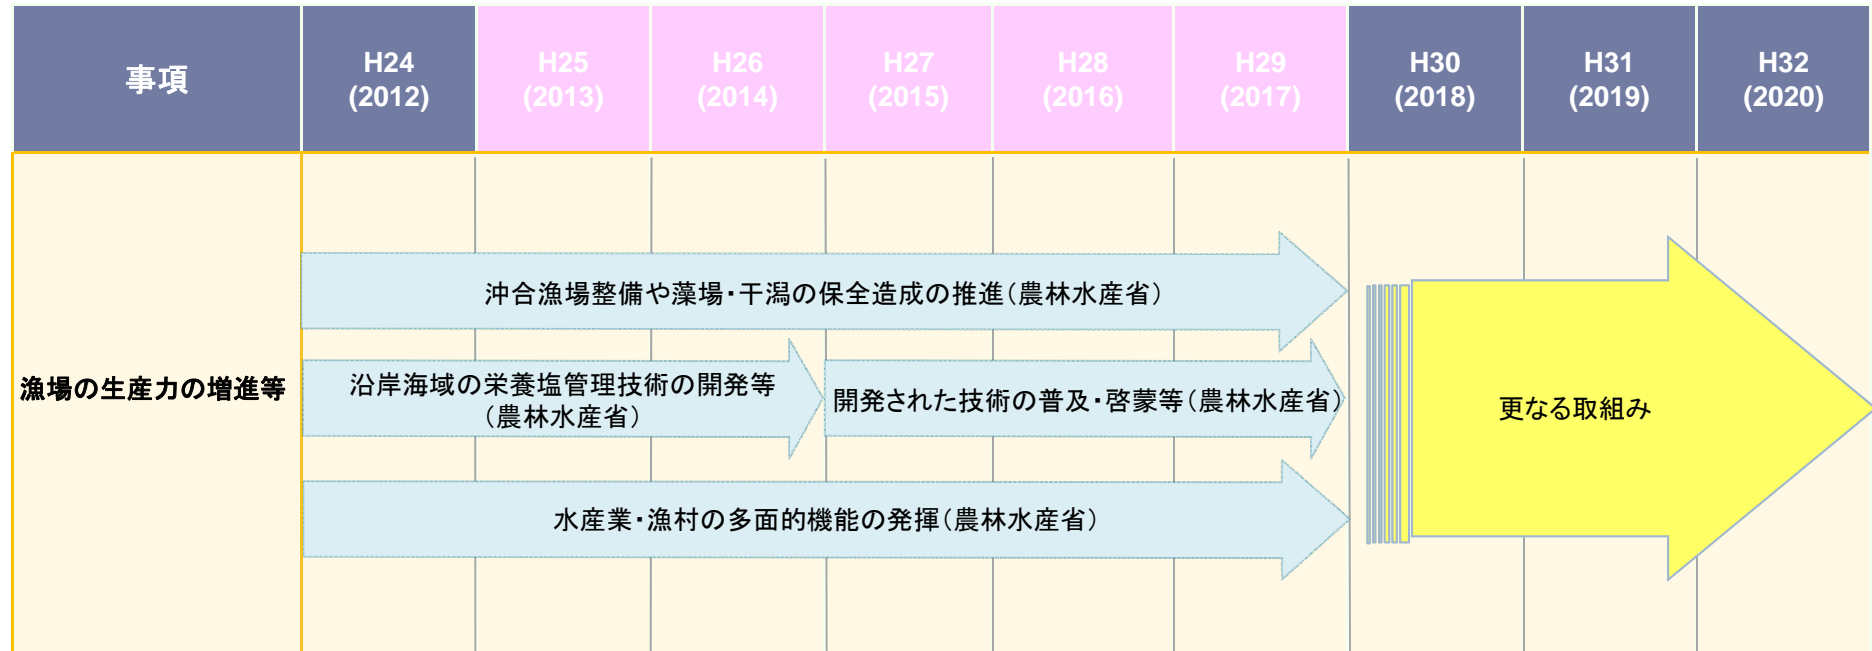 事項
H24
(2012)
H25
(2013)
H26
(2014)
H27
(2015)
H28
(2016)
H29
(2017)
H30
(2018)
H31
(2019)
H32
(2020)
漁場の生産力の増進等
沖合漁場整備や藻場・干潟の保全造成の推進（農林水産省）
沿岸海域の栄養塩管理技術の開発等
（農林水産省）
開発された技術の普及・啓蒙等（農林水産省）
水産業・漁村の多面的機能の発揮（農林水産省）
更なる取組み